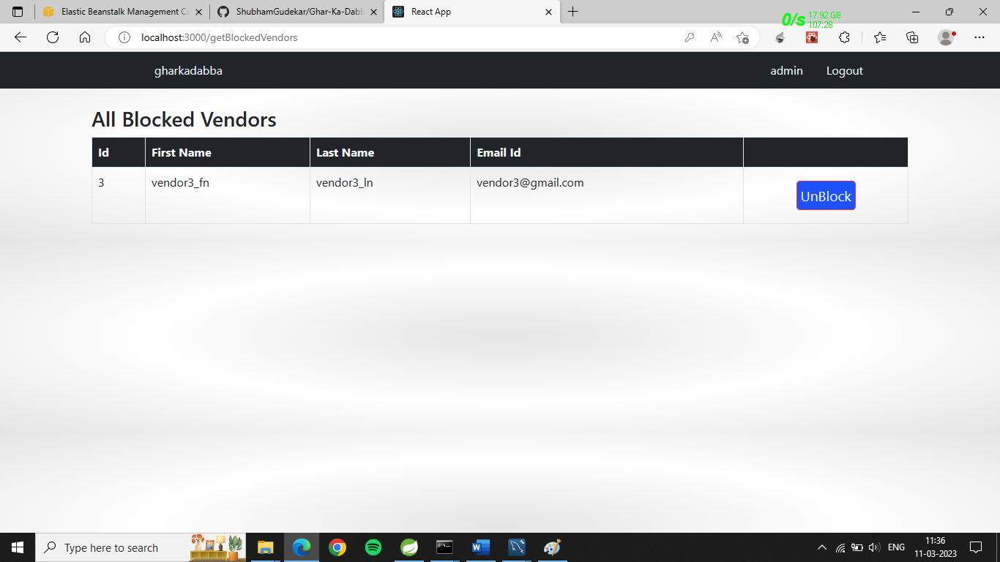 Elastic Beanstalk Management Co
ShubhamGudekar/Ghar-Ka-Dabb
React App
0/s 17.92 GB
107:28
localhost:3000/getBlockedVendors
gharkadabba admin Logout
All Blocked Vendors
Id First Name Last Name Email Id
3 vendor3_fn vendor3_ln vendor3@gmail.com UnBlock
Type here to search
ENG
11:36
11-03-2023